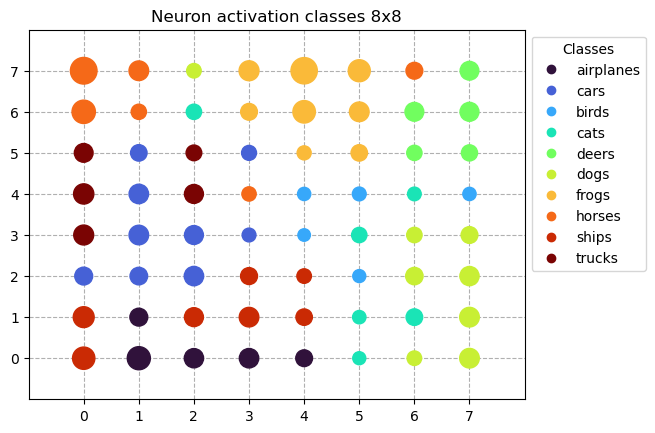 Neuron activation classes 8x8
7
6
5
4
3
2
1
0
0 1 2 3 4 5 6 7
Classes
airplanes
cars
birds
cats
deers
dogs
frogs
horses
ships
trucks